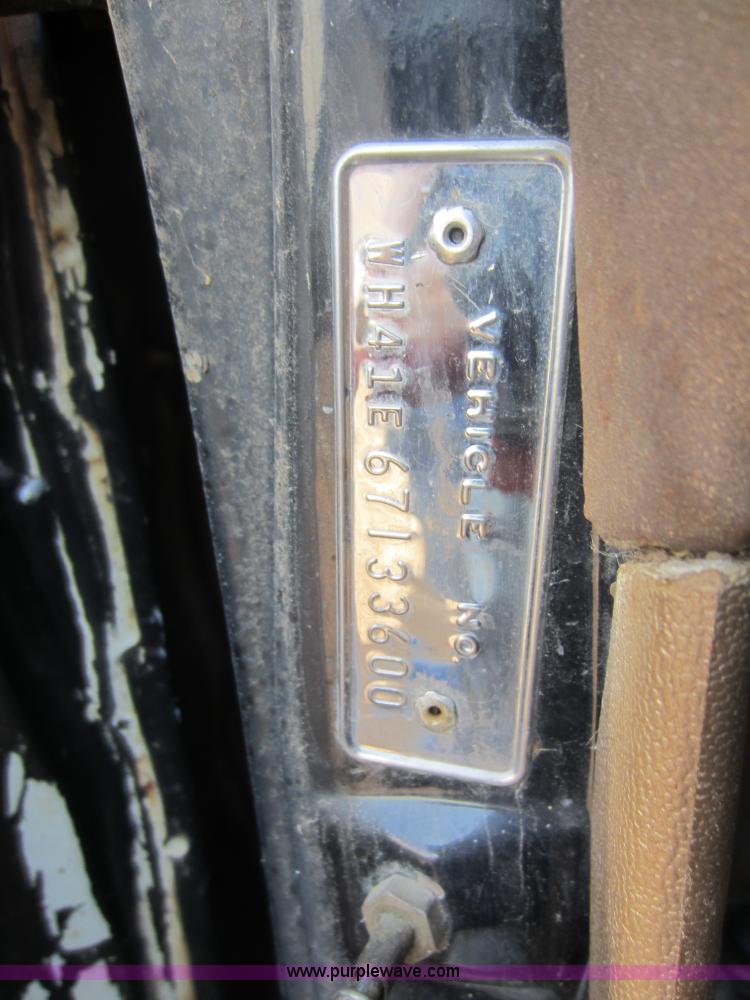 VEHICLE NO.
WH41E 67133600
www.purplewave.com